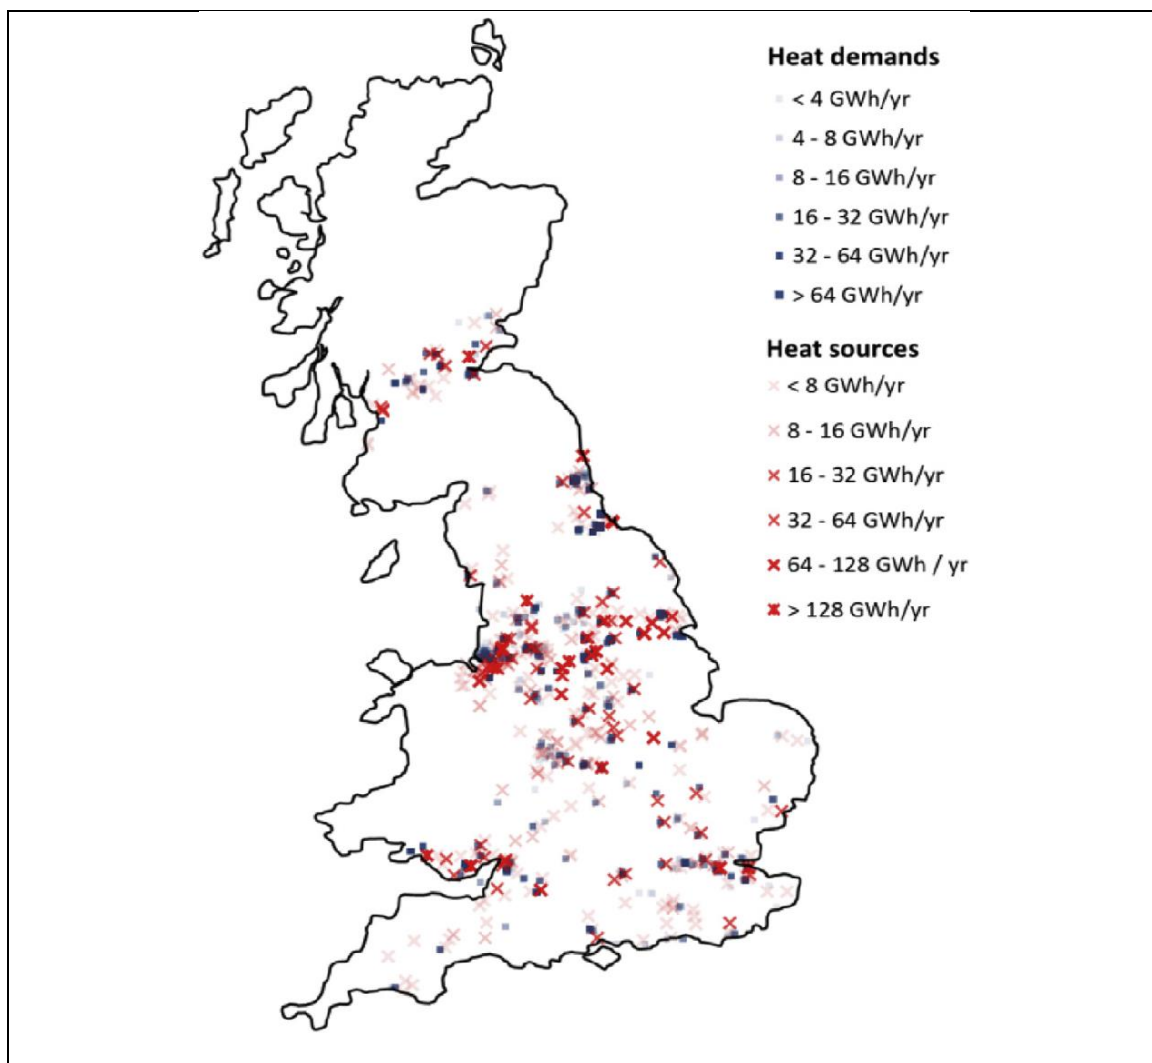 Heat demands
< 4 GWh/yr
4 - 8 GWh/yr
8 - 16 GWh/yr
16 - 32 GWh/yr
32 - 64 GWh/yr
> 64 GWh/yr
Heat sources
< 8 GWh/yr
8 - 16 GWh/yr
16 - 32 GWh/yr
32 - 64 GWh/yr
64 - 128 GWh / yr
> 128 GWh/yr